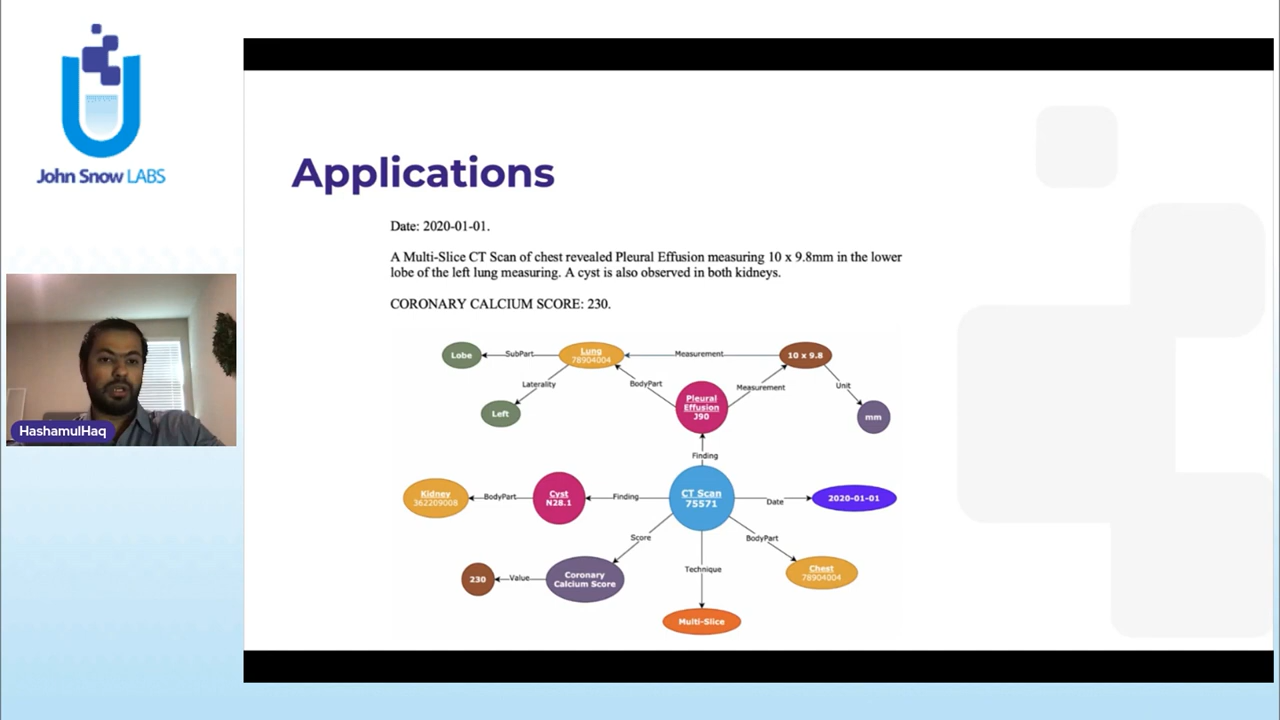 John Snow LABS
Applications
Date: 2020-01-01.
A Multi-Slice CT Scan of chest revealed Pleural Effusion measuring 10 x 9.8mm in the lower
lobe of the left lung measuring. A cyst is also observed in both kidneys.
CORONARY CALCIUM SCORE: 230.
Lobe
SubPart
Lung
78904004
Measurement
10 x 9.8
Laterality
BodyPart
Measurement
Unit
Left
Pleural
Effusion
J90
mm
Finding
Kidney
362209008
BodyPart
Cyst
N28.1
Finding
CT Scan
75571
Date
2020-01-01
Score
BodyPart
230
Value
Coronary
Calcium Score
Technique
Chest
78904004
Multi-Slice
HashamulHaq